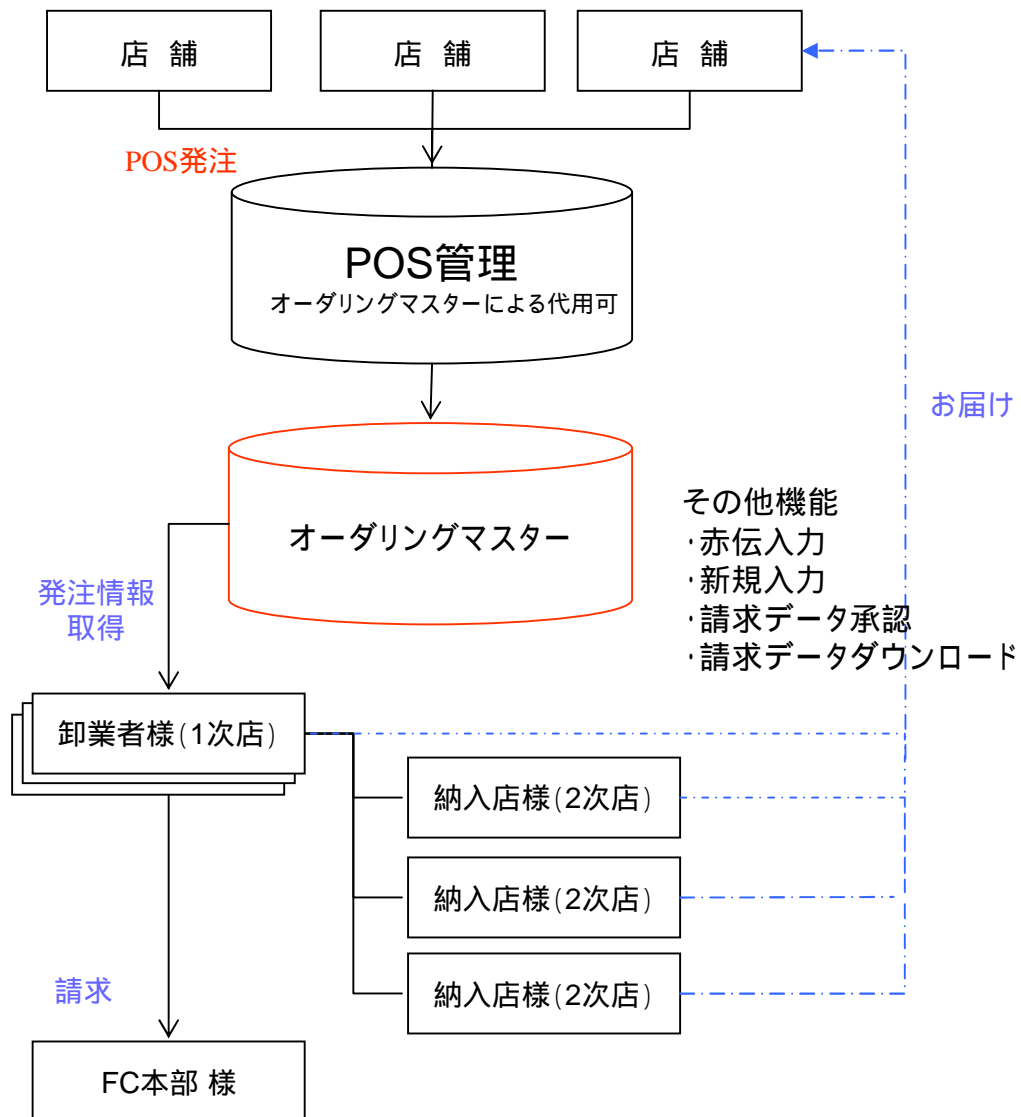 店 舗
店 舗
店 舗
POS発注
POS管理
オーダリングマスターによる代用可
お届け
オーダリングマスター
その他機能
・赤伝入力
・新規入力
・請求データ承認
・請求データダウンロード
発注情報
取得
卸業者様(1次店)
納入店様(2次店)
納入店様(2次店)
納入店様(2次店)
請求
FC本部 様